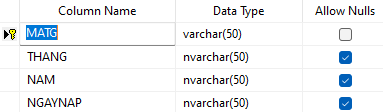 Column Name Data Type Allow Nulls
MATG varchar(50)
THANG nvarchar(50)
NAM nvarchar(50)
NGAYNAP nvarchar(50)